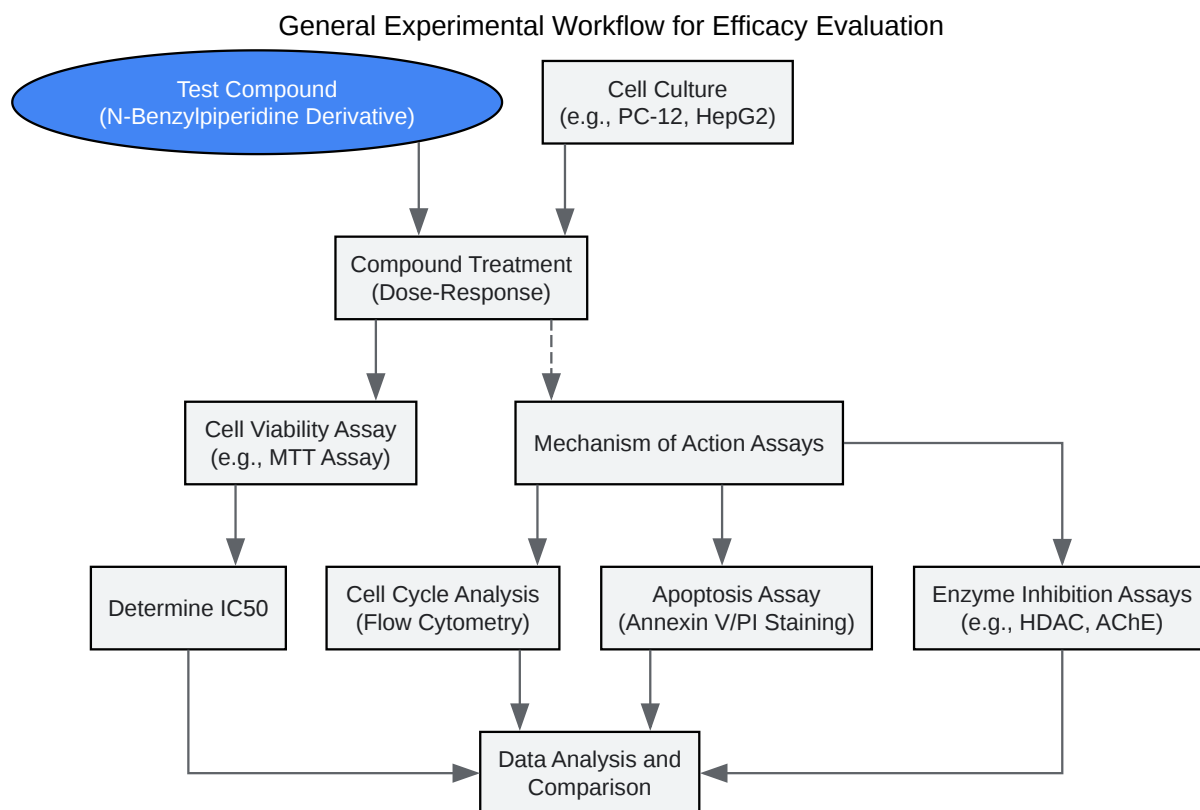 General Experimental Workflow for Efficacy Evaluation
Test Compound
(N-Benzylpiperidine Derivative)
Cell Culture
(e.g., PC-12, HepG2)
Compound Treatment
(Dose-Response)
Cell Viability Assay
(e.g., MTT Assay)
Mechanism of Action Assays
Determine IC50
Cell Cycle Analysis
(Flow Cytometry)
Apoptosis Assay
(Annexin V/PI Staining)
Enzyme Inhibition Assays
(e.g., HDAC, AChE)
Data Analysis and
Comparison